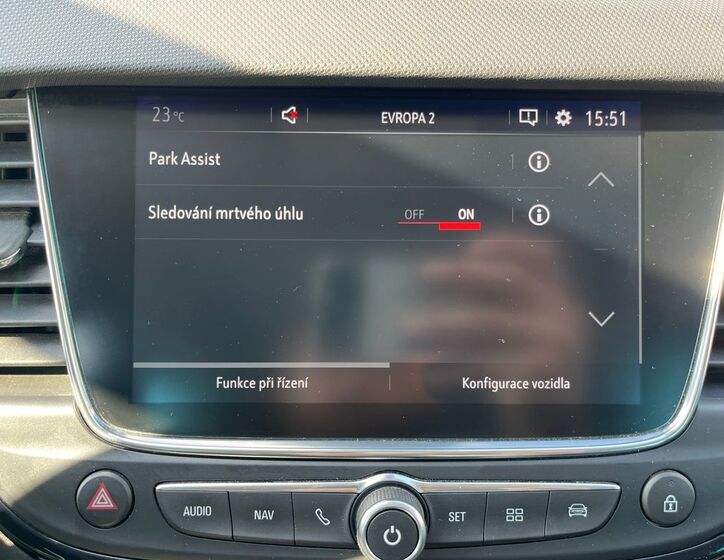 23 °C EVROPA 2 15:51
Park Assist
Sledování mrtvého úhlu OFF ON
Funkce při řízení Konfigurace vozidla
AUDIO NAV SET